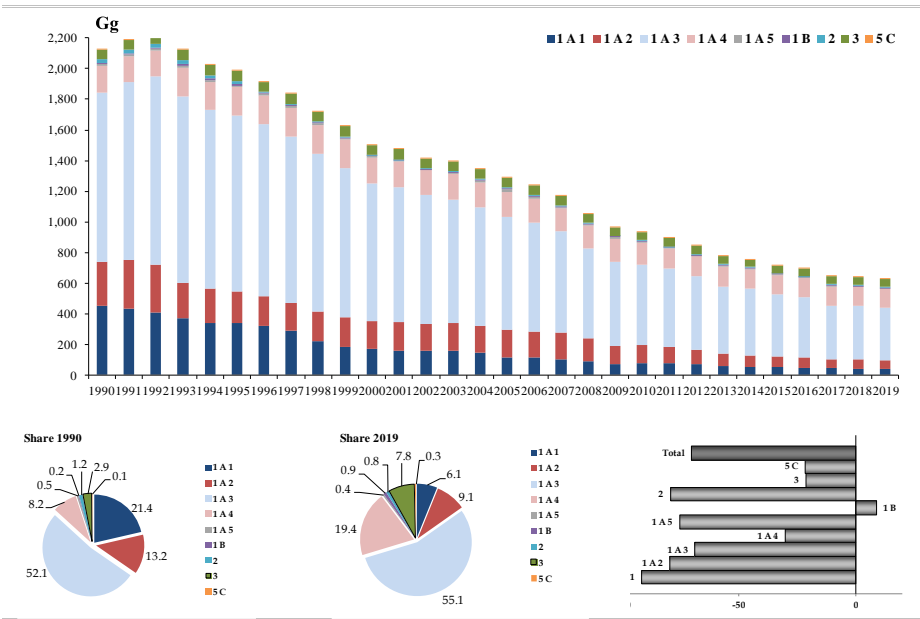 Gg
1 A 1 1 A 2 1 A 3 1 A 4 1 A 5 1 B 2 3 5 C
2,200
2,000
1,800
1,600
1,400
1,200
1,000
800
600
400
200
0
1990 1991 1992 1993 1994 1995 1996 1997 1998 1999 2000 2001 2002 2003 2004 2005 2006 2007 2008 2009 2010 2011 2012 2013 2014 2015 2016 2017 2018 2019
Share 1990
0.5
0.2
1.2
2.9
0.1
8.2
21.4
13.2
52.1
1 A 1
1 A 2
1 A 3
1 A 4
1 A 5
1 B
2
3
5 C
Share 2019
0.4
0.9
0.8
7.8
0.3
6.1
9.1
19.4
55.1
1 A 1
1 A 2
1 A 3
1 A 4
1 A 5
1 B
2
3
5 C
Total
5 C
3
2
1 B
1 A 5
1 A 4
1 A 3
1 A 2
1
-50 0